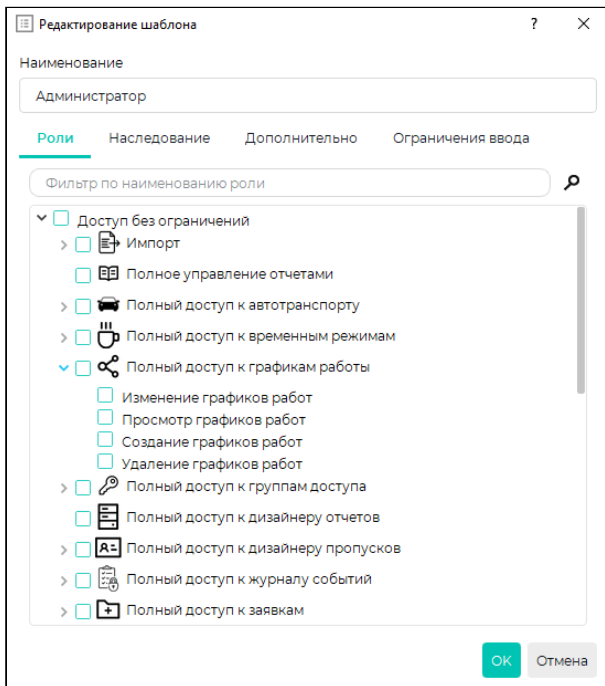 Редактирование шаблона ?
Наименование
Администратор
Роли Наследование Дополнительно Ограничения ввода
Фильтр по наименованию роли
Доступ без ограничений
Импорт
Полное управление отчетами
Полный доступ к автотранспорту
Полный доступ к временным режимам
Полный доступ к графикам работы
Изменение графиков работ
Просмотр графиков работ
Создание графиков работ
Удаление графиков работ
Полный доступ к группам доступа
Полный доступ к дизайнеру отчетов
Полный доступ к дизайнеру пропусков
Полный доступ к журналу событий
Полный доступ к заявкам
OK Отмена